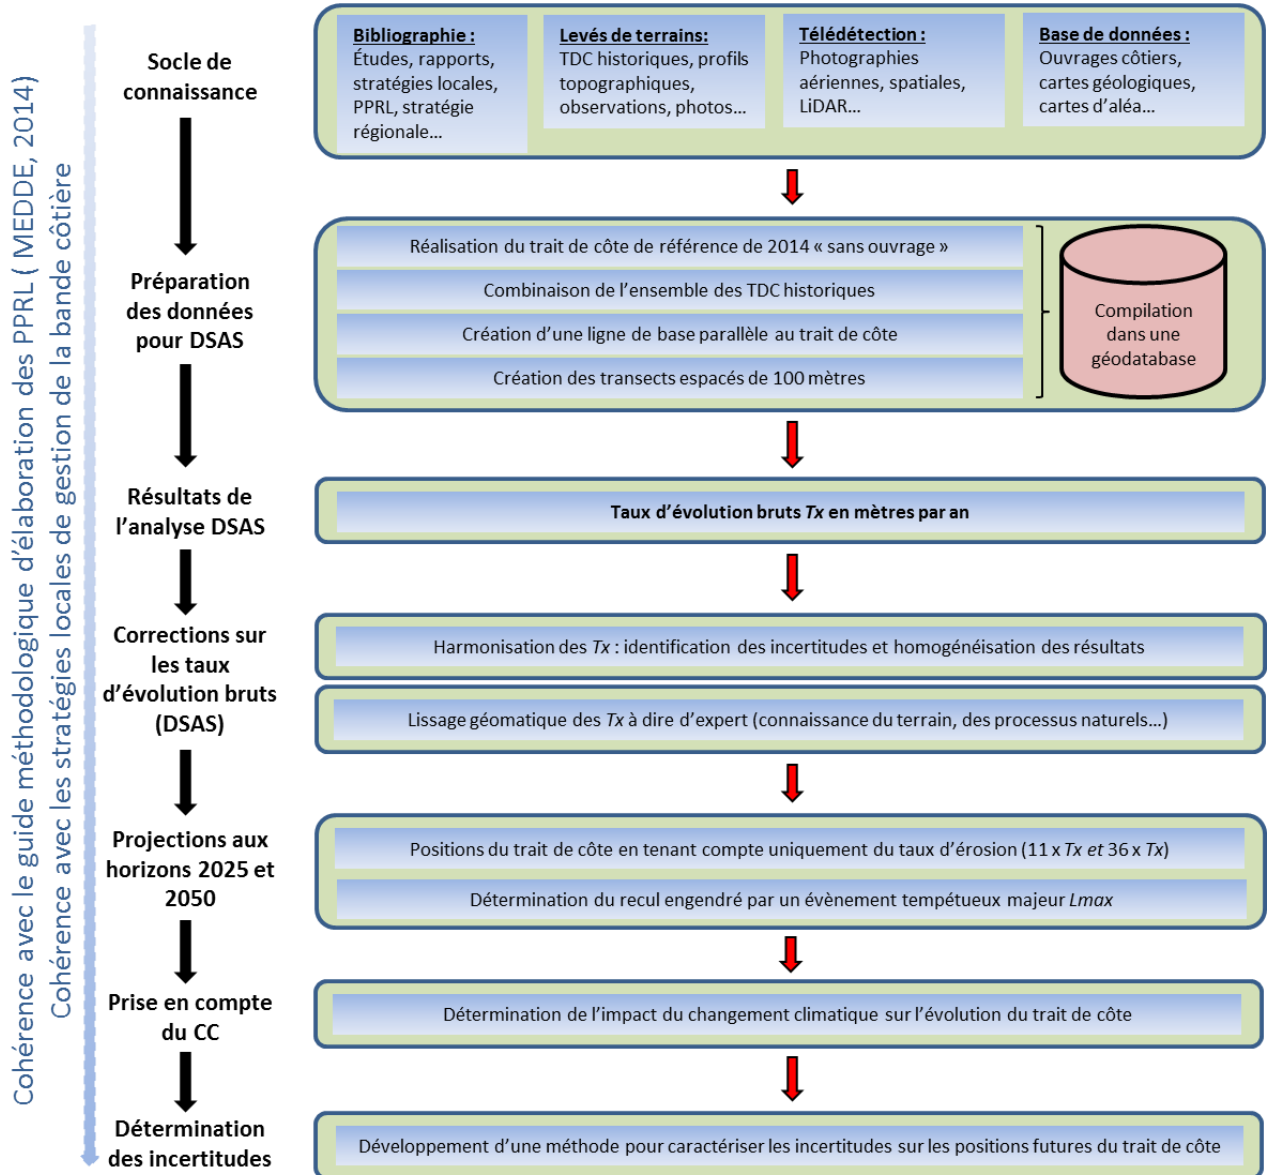 Cohérence avec le guide méthodologique d'élaboration des PPRL ( MEDDE, 2014)
Cohérence avec les stratégies locales de gestion de la bande côtière
Socle de
connaissance
Bibliographie :
Études, rapports,
stratégies locales,
PPRL, stratégie
régionale…
Levés de terrains:
TDC historiques, profils
topographiques,
observations, photos…
Télédétection :
Photographies
aériennes, spatiales,
LiDAR…
Base de données :
Ouvrages côtiers,
cartes géologiques,
cartes d'aléa…
Préparation
des données
pour DSAS
Réalisation du trait de côte de référence de 2014 « sans ouvrage »
Combinaison de l'ensemble des TDC historiques
Création d'une ligne de base parallèle au trait de côte
Création des transects espacés de 100 mètres
Compilation
dans une
géodatabase
Résultats de
l'analyse DSAS
Taux d'évolution bruts Tx en mètres par an
Corrections sur
les taux
d'évolution bruts
(DSAS)
Harmonisation des Tx : identification des incertitudes et homogénéisation des résultats
Lissage géomatique des Tx à dire d'expert (connaissance du terrain, des processus naturels…)
Projections aux
horizons 2025 et
2050
Positions du trait de côte en tenant compte uniquement du taux d'érosion (11 x Tx et 36 x Tx)
Détermination du recul engendré par un évènement tempétueux majeur Lmax
Prise en compte
du CC
Détermination de l'impact du changement climatique sur l'évolution du trait de côte
Détermination
des incertitudes
Développement d'une méthode pour caractériser les incertitudes sur les positions futures du trait de côte